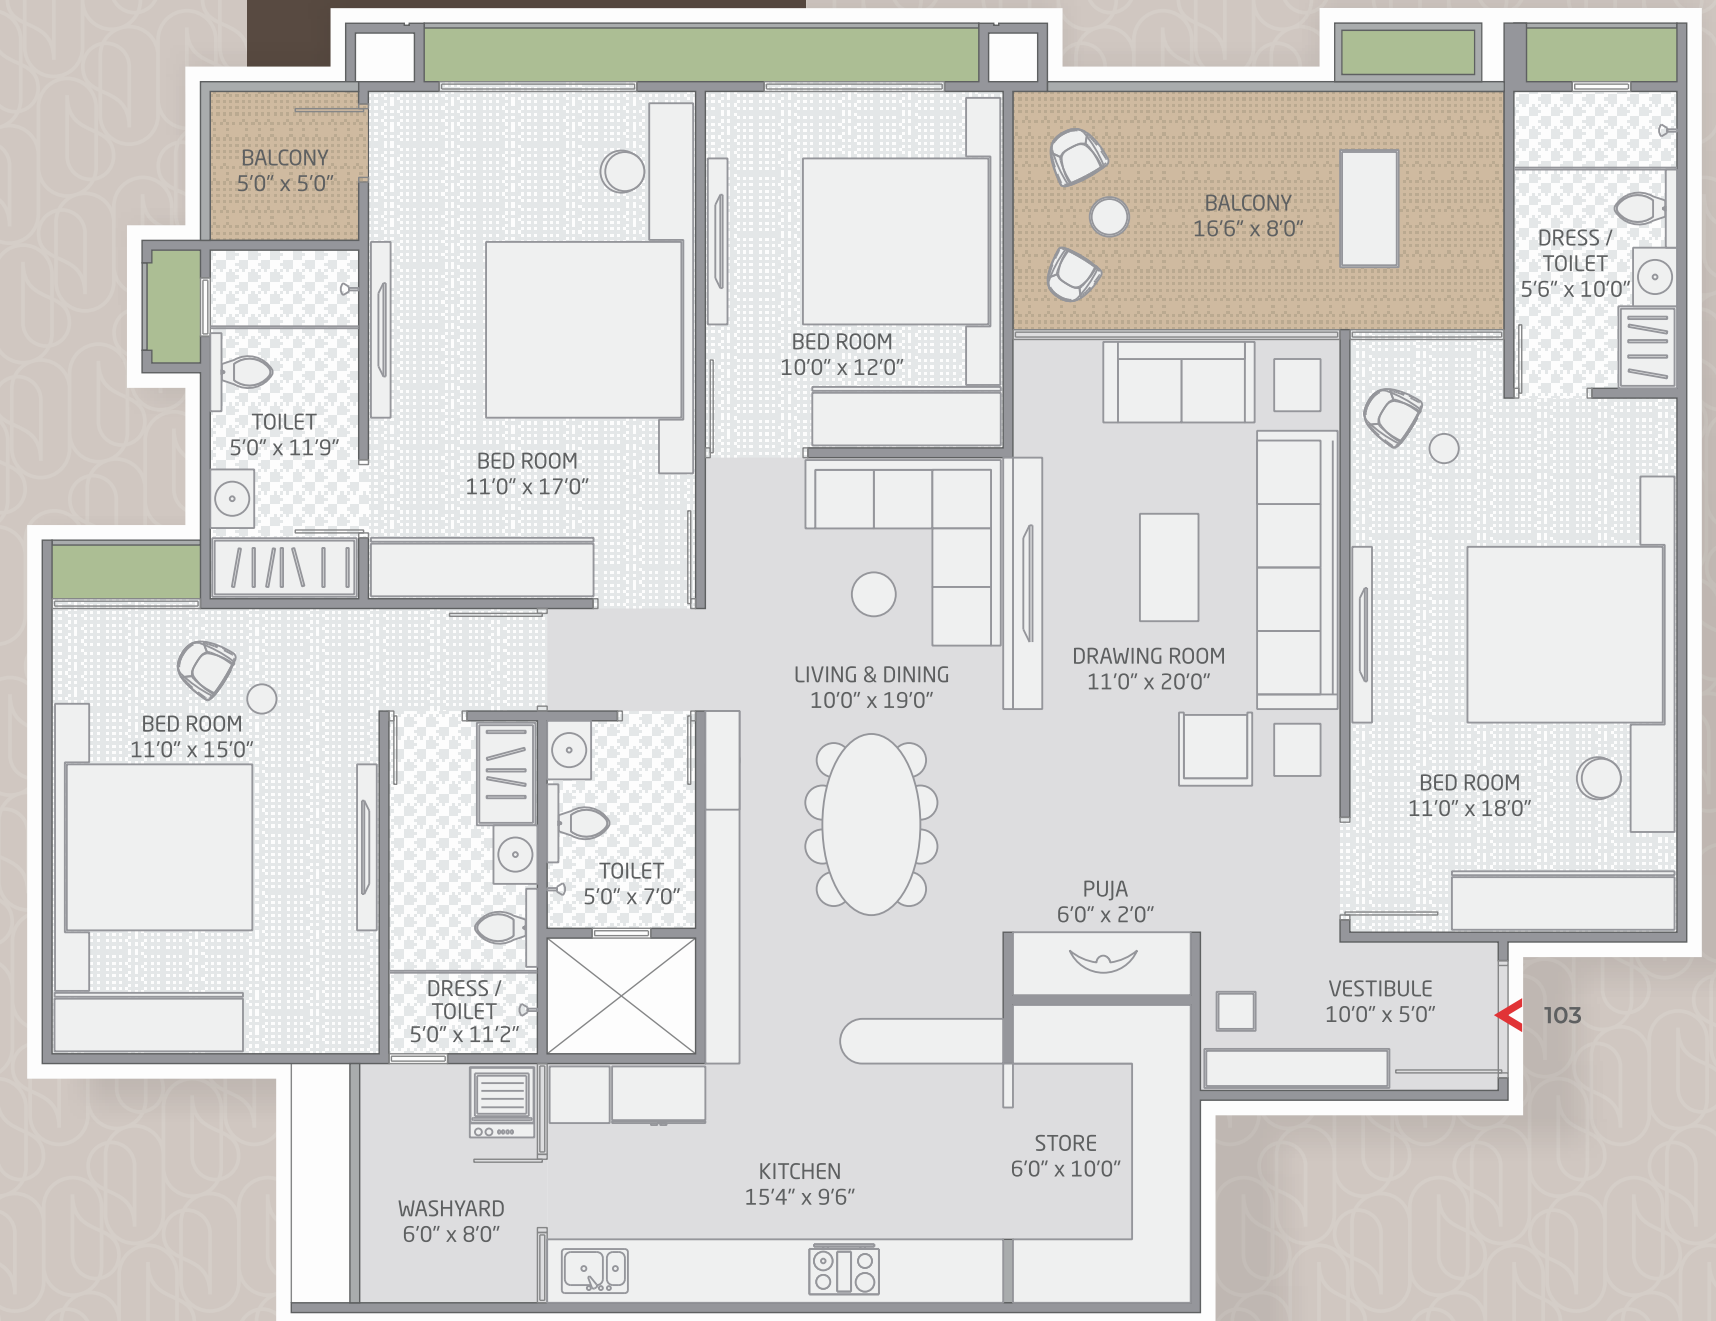 BALCONY
5'0" x 5'0"
BALCONY
16'6" x 8'0"
DRESS /
TOILET
5'6" x 10'0"
BED ROOM
10'0" x 12'0"
TOILET
5'0" x 11'9"
BED ROOM
11'0" x 17'0"
LIVING & DINING
10'0" x 19'0"
DRAWING ROOM
11'0" x 20'0"
BED ROOM
11'0" x 15'0"
BED ROOM
11'0" x 18'0"
TOILET
5'0" x 7'0"
PUJA
6'0" x 2'0"
DRESS /
TOILET
5'0" x 11'2"
VESTIBULE
10'0" x 5'0"
103
STORE
6'0" x 10'0"
KITCHEN
15'4" x 9'6"
WASHYARD
6'0" x 8'0"